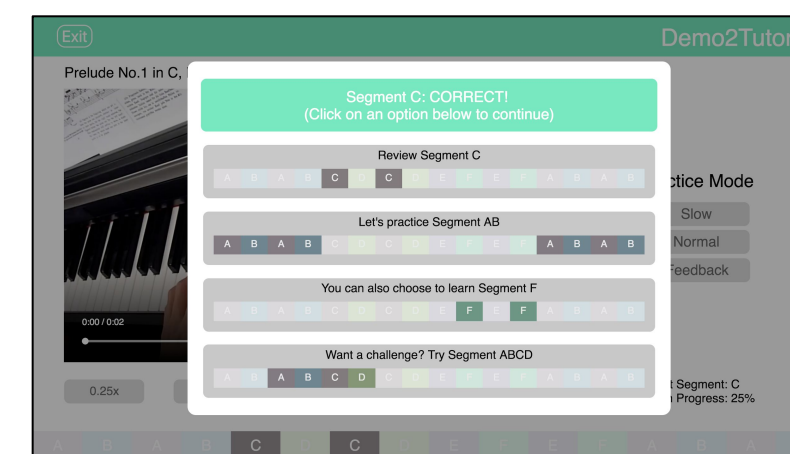 Exit
Demo2Tutor
Prelude No.1 in C,
Segment C: CORRECT!
(Click on an option below to continue)
Review Segment C
A B A B C D C D E F E F A B A B
Let's practice Segment AB
A B A B C D C D E F E F A B A B
You can also choose to learn Segment F
A B A B C D C D E F E F A B A B
Want a challenge? Try Segment ABCD
A B A B C D C D E F E F A B A B
ctice Mode
Slow
Normal
Feedback
0:00 / 0:02
0.25x
t Segment: C
Progress: 25%
A B A B C D C D E F E F A B A